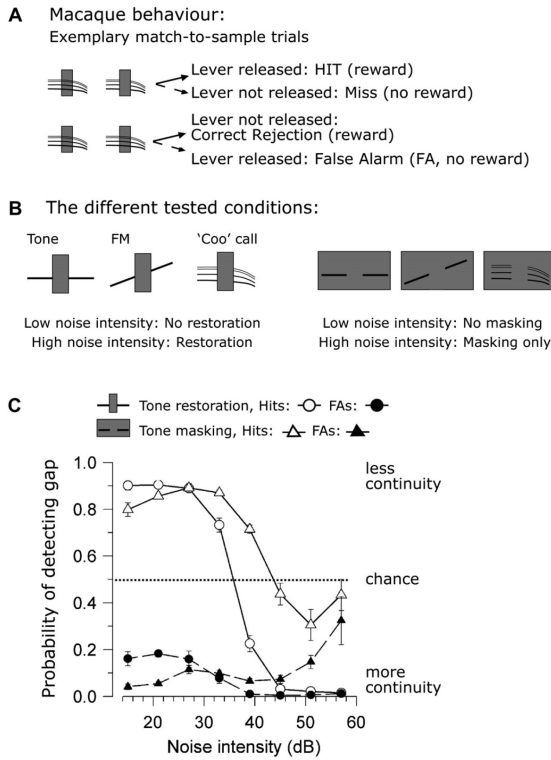 A Macaque behaviour:
Exemplary match-to-sample trials
Lever released: HIT (reward)
Lever not released: Miss (no reward)
Lever not released:
Correct Rejection (reward)
Lever released: False Alarm (FA, no reward)
B The different tested conditions:
Tone FM ‘Coo’ call
Low noise intensity: No restoration
High noise intensity: Restoration
Low noise intensity: No masking
High noise intensity: Masking only
C Tone restoration, Hits: FAs:
Tone masking, Hits: FAs:
Probability of detecting gap
1.0
0.8
0.6
0.4
0.2
0.0
less
continuity
chance
more
continuity
20 30 40 50 60
Noise intensity (dB)